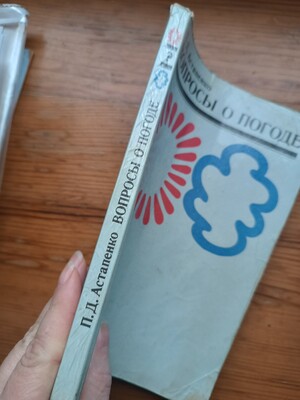 П. Д. Астапенко ВОПРОСЫ О ПОГОДЕ
ВОПРОСЫ О ПОГОДЕ